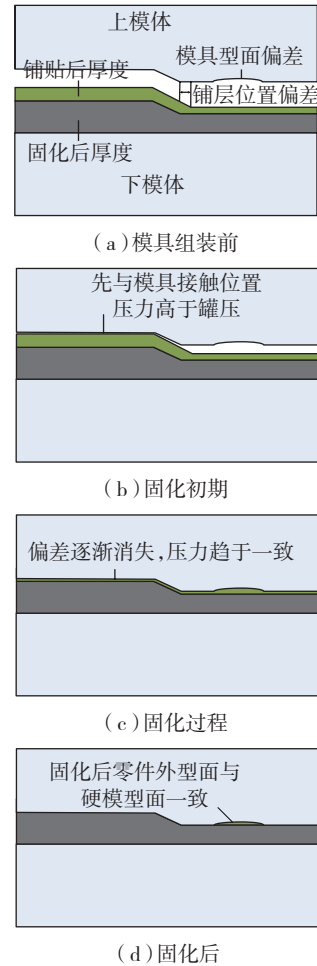 上模体
铺贴后厚度
模具型面偏差
铺层位置偏差
固化后厚度
下模体
（a）模具组装前
先与模具接触位置
压力高于罐压
（b）固化初期
偏差逐渐消失，压力趋于一致
（c）固化过程
固化后零件外型面与
硬模型面一致
（d）固化后